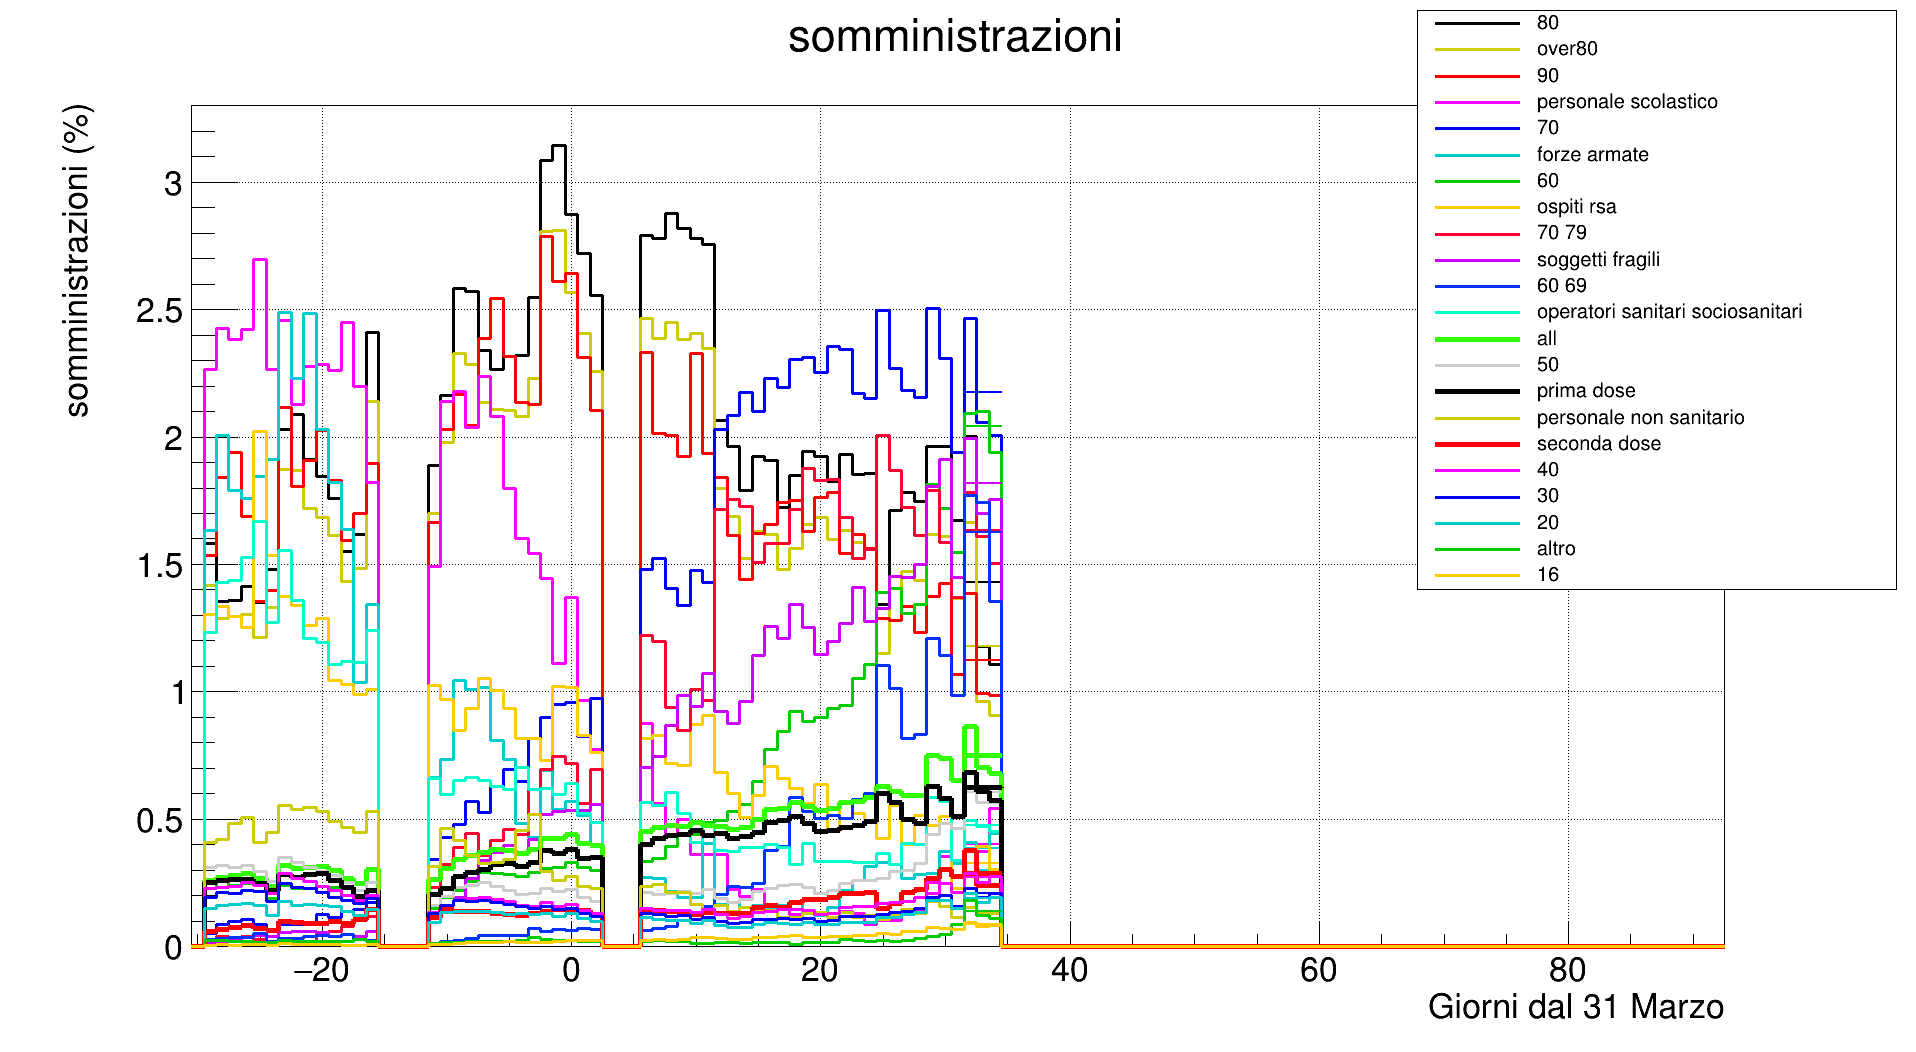 somministrazioni
somministrazioni (%)
3
2.5
2
1.5
1
0.5
0
−20
0
20
40
60
80
Giorni dal 31 Marzo
80
over80
90
personale scolastico
70
forze armate
60
ospiti rsa
70 79
soggetti fragili
60 69
operatori sanitari sociosanitari
all
50
prima dose
personale non sanitario
seconda dose
40
30
20
altro
16